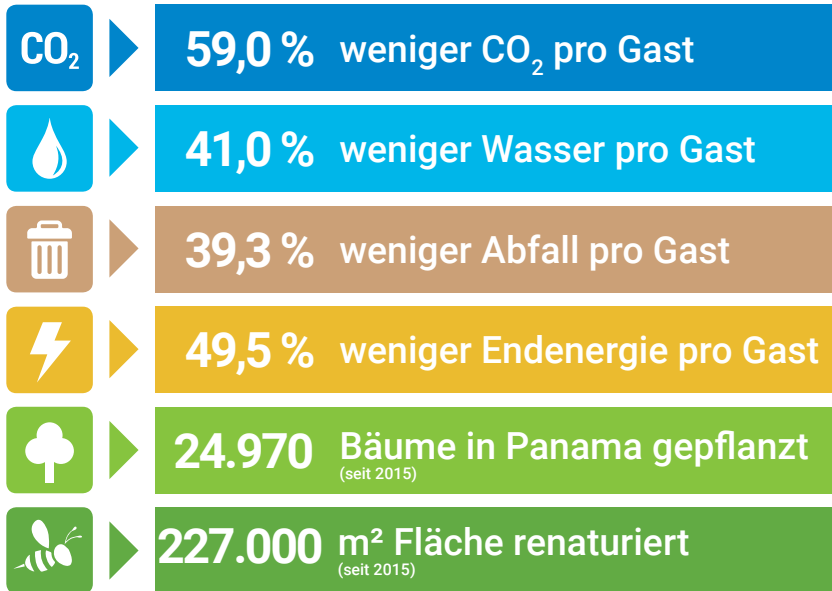 CO₂ 59,0 % weniger CO₂ pro Gast
41,0 % weniger Wasser pro Gast
39,3 % weniger Abfall pro Gast
49,5 % weniger Endenergie pro Gast
24.970 Bäume in Panama gepflanzt
(seit 2015)
227.000 m² Fläche renaturiert
(seit 2015)